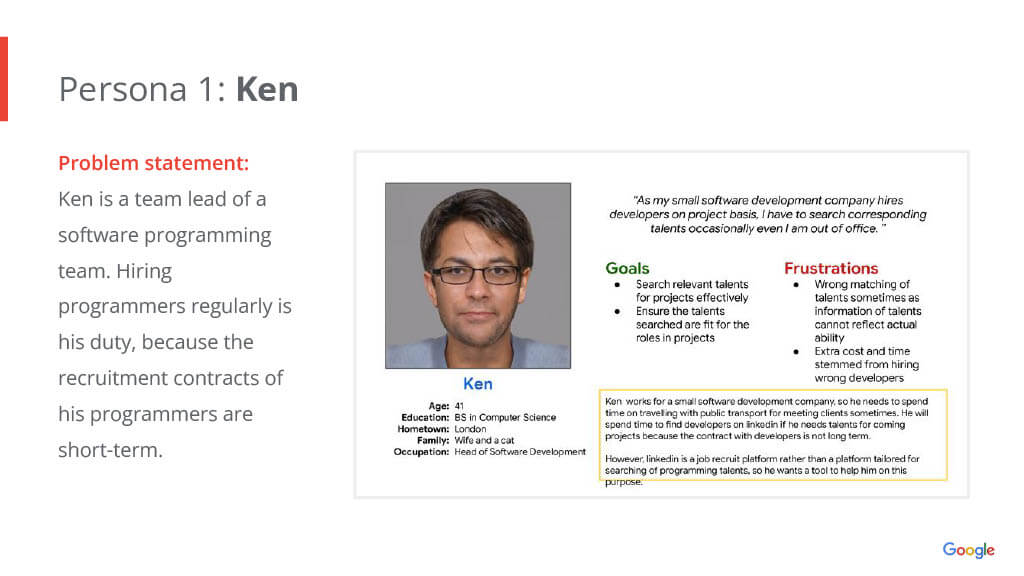 Persona 1: Ken
Problem statement:
Ken is a team lead of a
software programming
team. Hiring
programmers regularly is
his duty, because the
recruitment contracts of
his programmers are
short-term.
Ken
Age: 41
Education: BS in Computer Science
Hometown: London
Family: Wife and a cat
Occupation: Head of Software Development
"As my small software development company hires
developers on project basis, I have to search corresponding
talents occasionally even I am out of office. "
Goals
● Search relevant talents
for projects effectively
● Ensure the talents
searched are fit for the
roles in projects
Frustrations
● Wrong matching of
talents sometimes as
information of talents
cannot reflect actual
ability
● Extra cost and time
stemmed from hiring
wrong developers
Ken works for a small software development company, so he needs to spend
time on travelling with public transport for meeting clients sometimes. He will
spend time to find developers on linkedin if he needs talents for coming
projects because the contract with developers is not long term.
However, linkedin is a job recruit platform rather than a platform tailored for
searching of programming talents, so he wants a tool to help him on this
purpose.
Google